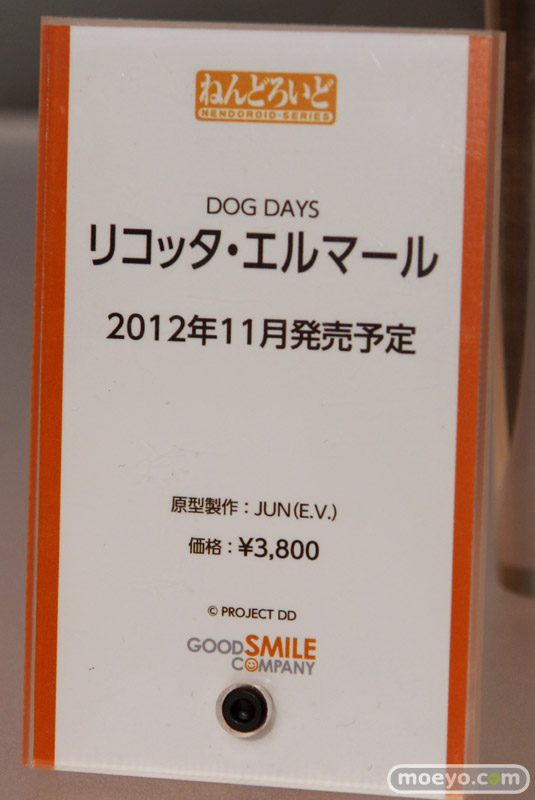 ねんどろいど
NENDOROID・SERIES
DOG DAYS
リコッタ・エルマール
2012年11月発売予定
原型製作：JUN(E.V.)
価格：¥3,800
© PROJECT DD
GOOD SMILE
COMPANY
moeyo.com